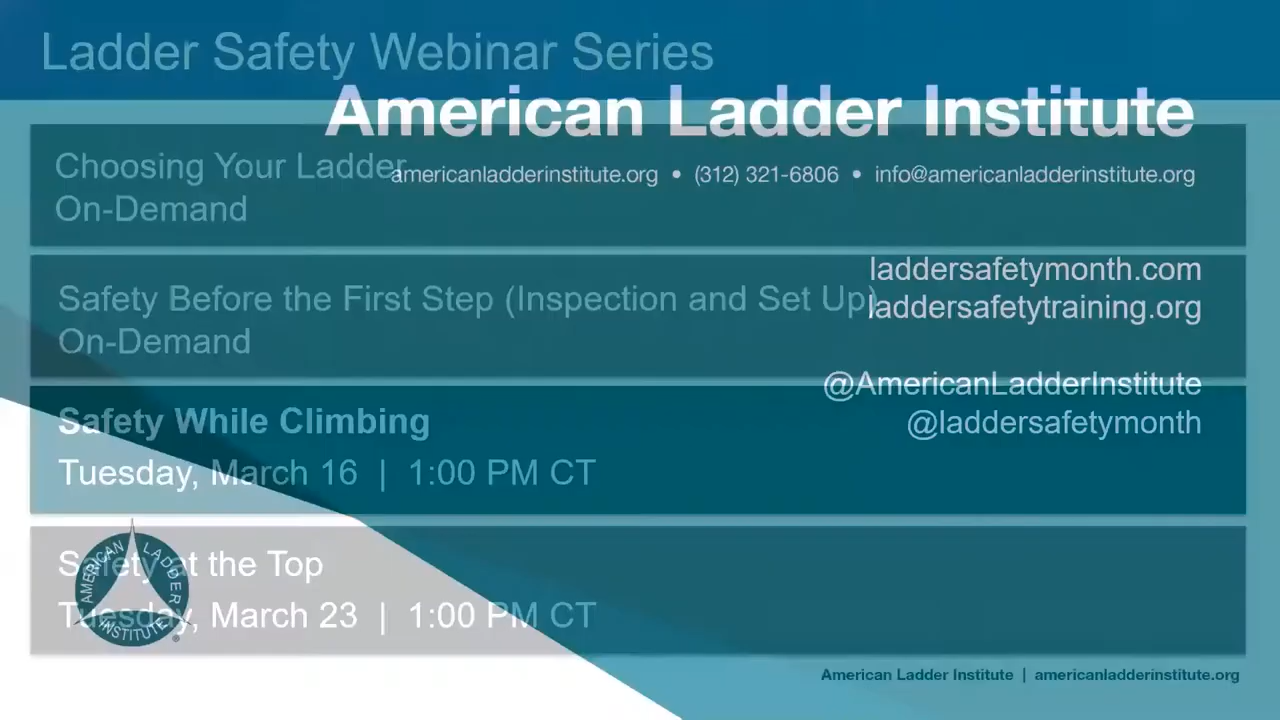 Ladder Safety Webinar Series
American Ladder Institute
americanladderinstitute.org • (312) 321-6806 • info@americanladderinstitute.org
Choosing Your Ladder
On-Demand
laddersafetymonth.com
laddersafetytraining.org
Safety Before the First Step (Inspection and Set Up)
On-Demand
@AmericanLadderInstitute
@laddersafetymonth
Safety While Climbing
Tuesday, March 16 | 1:00 PM CT
Safety at the Top
Tuesday, March 23 | 1:00 PM CT
AMERICAN LADDER INSTITUTE
American Ladder Institute | americanladderinstitute.org